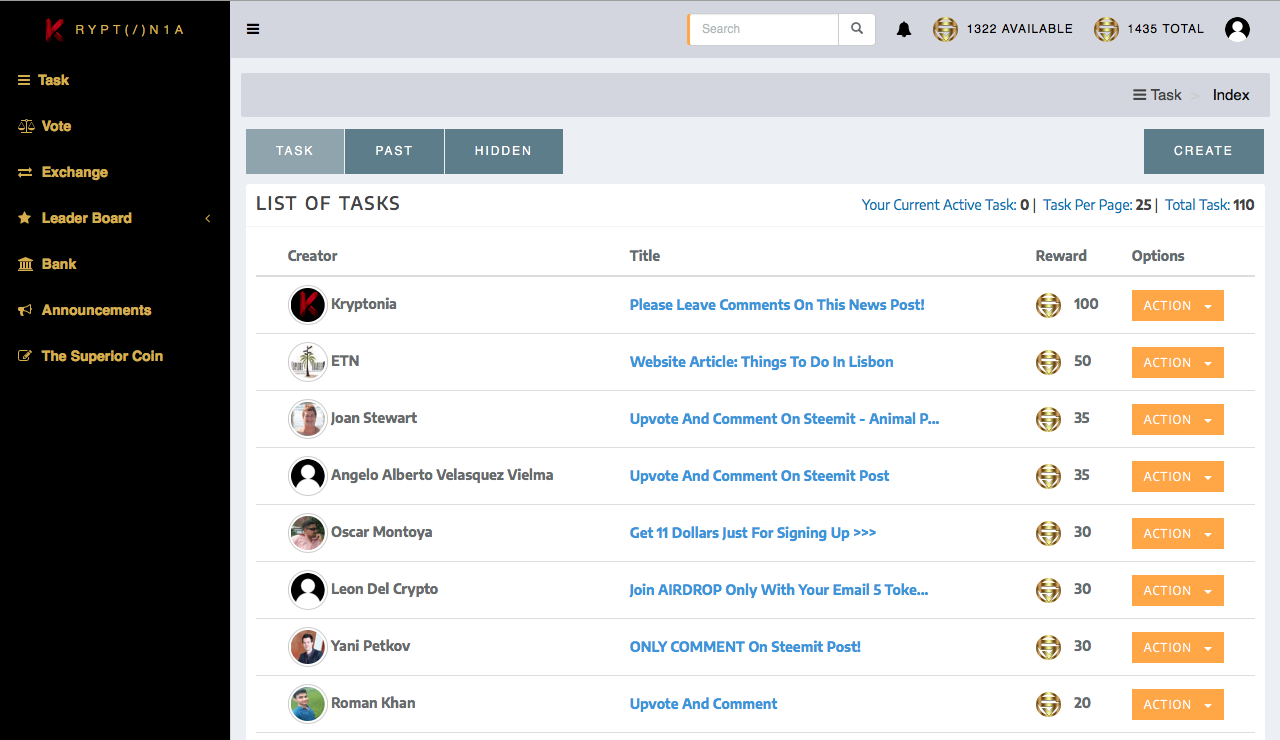 K RYPT(/)N1A
Search
1322 AVAILABLE
1435 TOTAL
Task
Vote
Exchange
Leader Board
Bank
Announcements
The Superior Coin
Task > Index
TASK PAST HIDDEN CREATE
LIST OF TASKS
Your Current Active Task: 0 | Task Per Page: 25 | Total Task: 110
Creator Title Reward Options
Kryptonia Please Leave Comments On This News Post! 100 ACTION
ETN Website Article: Things To Do In Lisbon 50 ACTION
Joan Stewart Upvote And Comment On Steemit - Animal P... 35 ACTION
Angelo Alberto Velasquez Vielma Upvote And Comment On Steemit Post 35 ACTION
Oscar Montoya Get 11 Dollars Just For Signing Up >>> 30 ACTION
Leon Del Crypto Join AIRDROP Only With Your Email 5 Toke... 30 ACTION
Yani Petkov ONLY COMMENT On Steemit Post! 30 ACTION
Roman Khan Upvote And Comment 20 ACTION